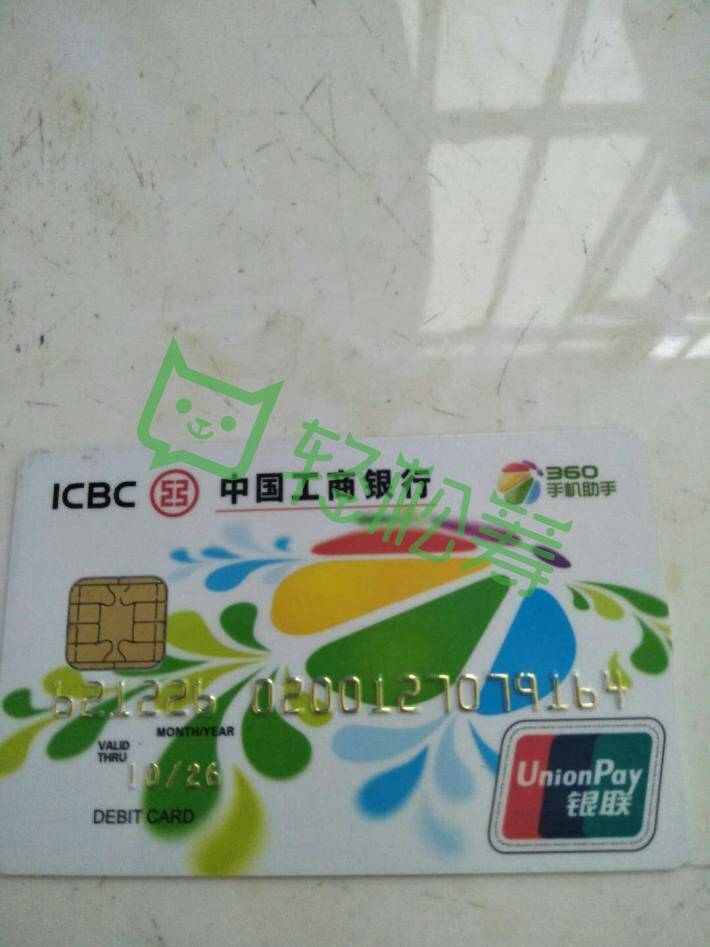 轻松筹
ICBC 中国工商银行
360
手机助手
621226 0200127079164
MONTH/YEAR
VALID
THRU
10/26
DEBIT CARD
UnionPay
银联